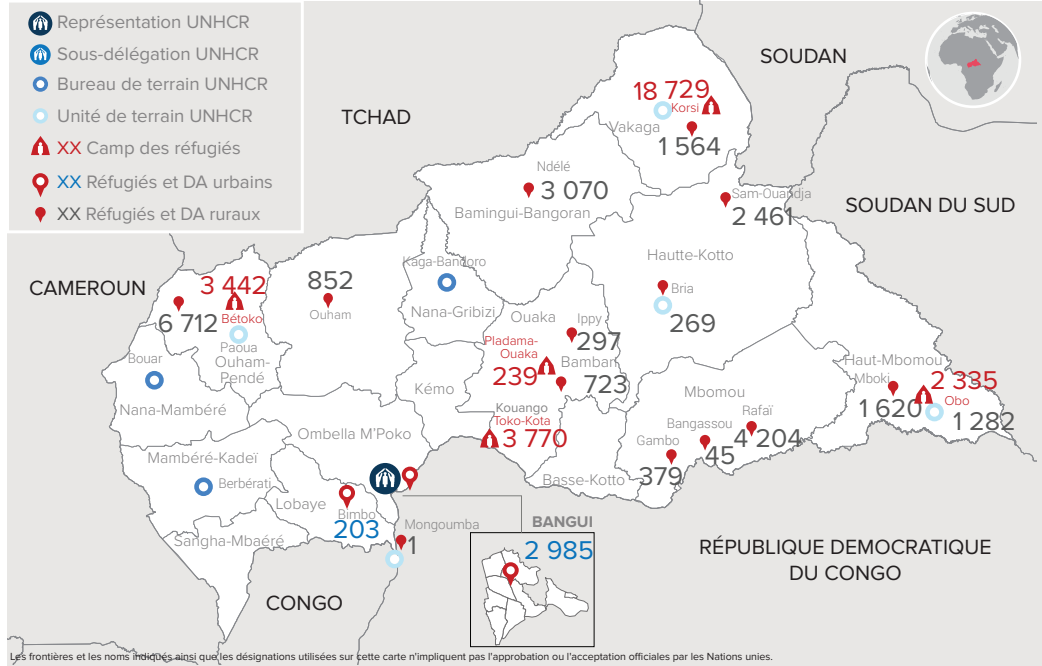 Représentation UNHCR
Sous-délégation UNHCR
Bureau de terrain UNHCR
Unité de terrain UNHCR
XX Camp des réfugiés
XX Réfugiés et DA urbains
XX Réfugiés et DA ruraux
SOUDAN
TCHAD
18 729
Korsi
Vakaga
1 564
Ndélé
3 070
Bamingui-Bangoran
Sam-Ouandja
2 461
SOUDAN DU SUD
CAMEROUN
3 442
Bétoko
6 712
Paoua
Ouham-
Pendé
852
Ouham
Kaga-Bandoro
Nana-Gribizi
Hautte-Kotto
Bria
269
Ouaka
Ippy
297
Pladama-
Ouaka
239
Bambari
723
Bouar
Nana-Mambéré
Kémo
Kouango
Toko-Kota
3 770
Mbomou
Rafaï
4 204
Bangassou
45
Gambo
379
Haut-Mbomou
Mboki
1 620
2 335
Obo
1 282
Ombella M'Poko
Mambéré-Kadeï
Berbérati
Basse-Kotto
Lobaye
Bimbo
203
Sangha-Mbaéré
Mongoumba
1
BANGUI
2 985
CONGO
RÉPUBLIQUE DEMOCRATIQUE
DU CONGO
Les frontières et les noms indiqués ainsi que les désignations utilisées sur cette carte n'impliquent pas l'approbation ou l'acceptation officielles par les Nations unies.